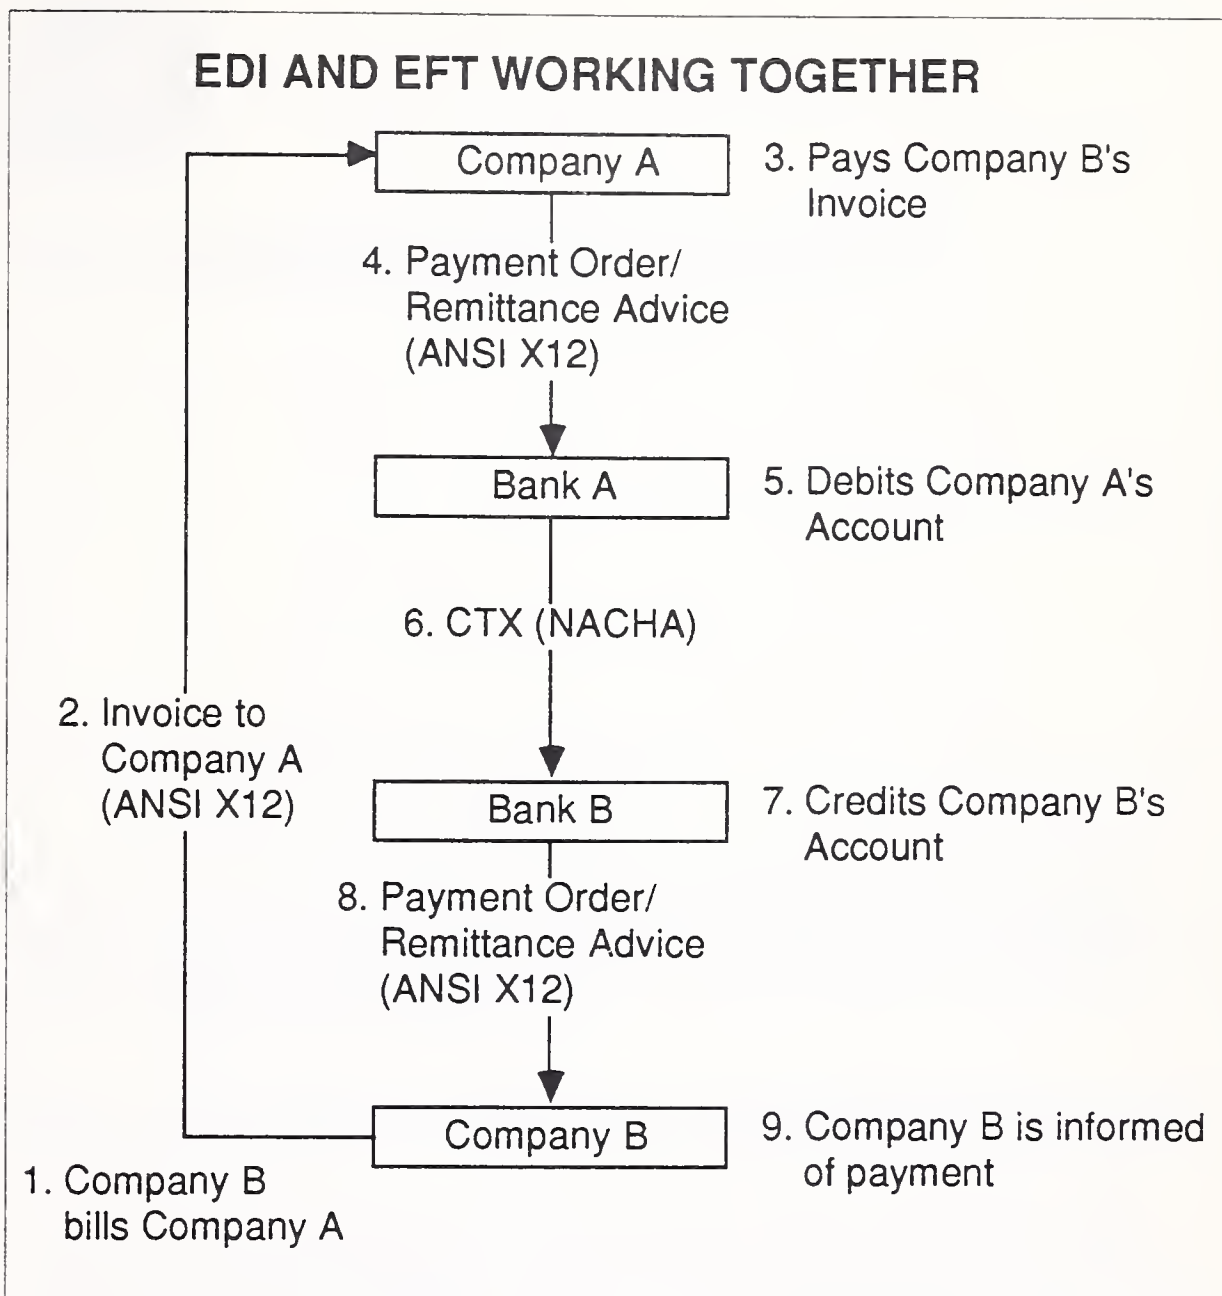 EDI AND EFT WORKING TOGETHER
Company A
3. Pays Company B's
Invoice
4. Payment Order/
Remittance Advice
(ANSI X12)
Bank A
5. Debits Company A's
Account
6. CTX (NACHA)
2. Invoice to
Company A
(ANSI X12)
Bank B
7. Credits Company B's
Account
8. Payment Order/
Remittance Advice
(ANSI X12)
Company B
9. Company B is informed
of payment
1. Company B
bills Company A